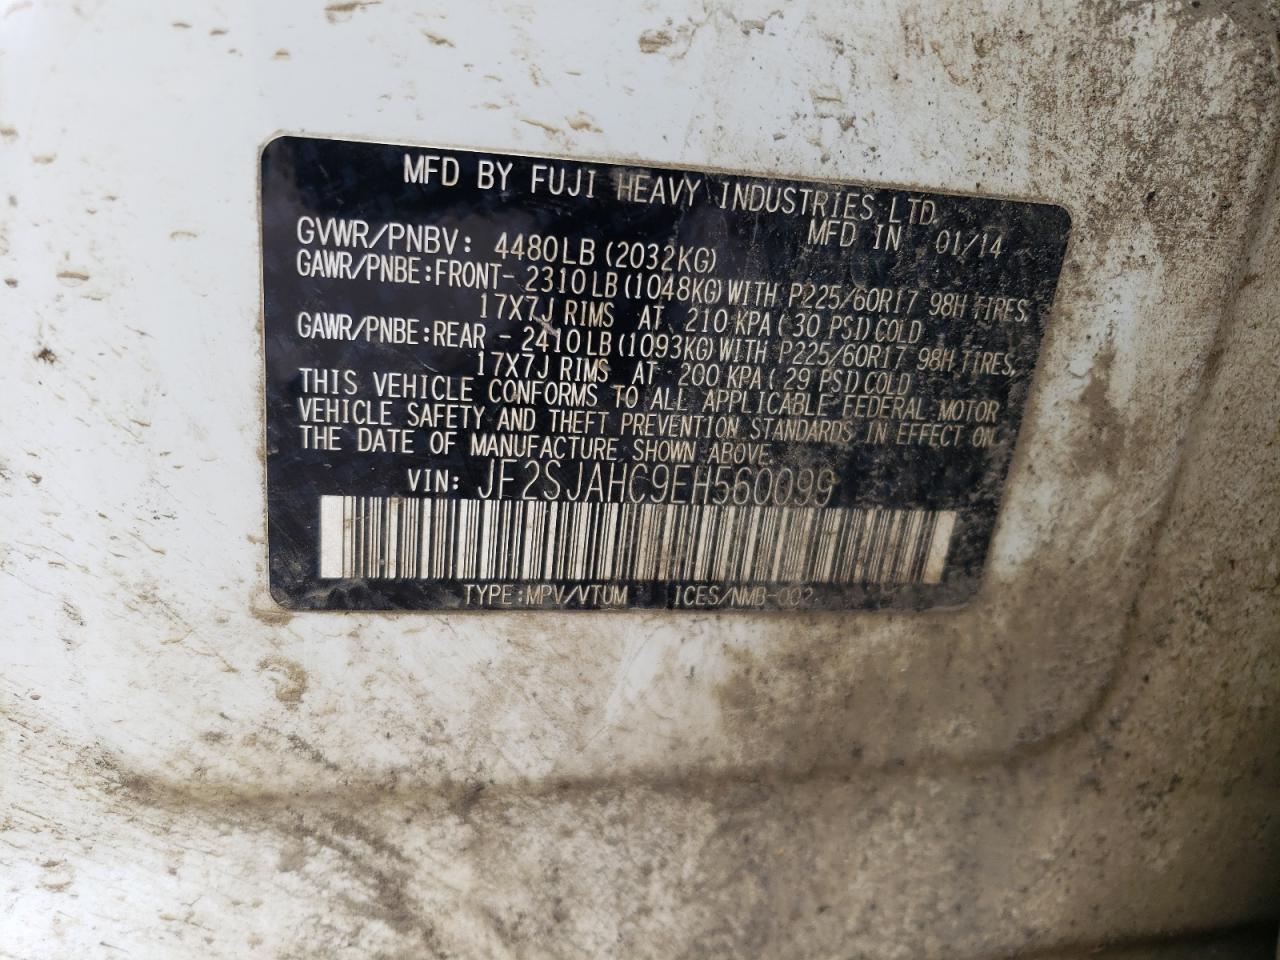 MFD BY FUJI HEAVY INDUSTRIES LTD.
MFD IN 01/14
GVWR/PNBV: 4480LB (2032KG)
GAWR/PNBE:FRONT- 2310LB (1048KG) WITH P225/60R17 98H TIRES
17X7J RIMS AT 210 KPA ( 30 PSI) COLD
GAWR/PNBE:REAR - 2410LB (1093KG) WITH P225/60R17 98H TIRES,
17X7J RIMS AT 200 KPA ( 29 PSI) COLD
THIS VEHICLE CONFORMS TO ALL APPLICABLE FEDERAL MOTOR
VEHICLE SAFETY AND THEFT PREVENTION STANDARDS IN EFFECT ON
THE DATE OF MANUFACTURE SHOWN ABOVE.
VIN: JF2SJAHC9EH560099
TYPE:MPV/VTUM ICES/NMB-002